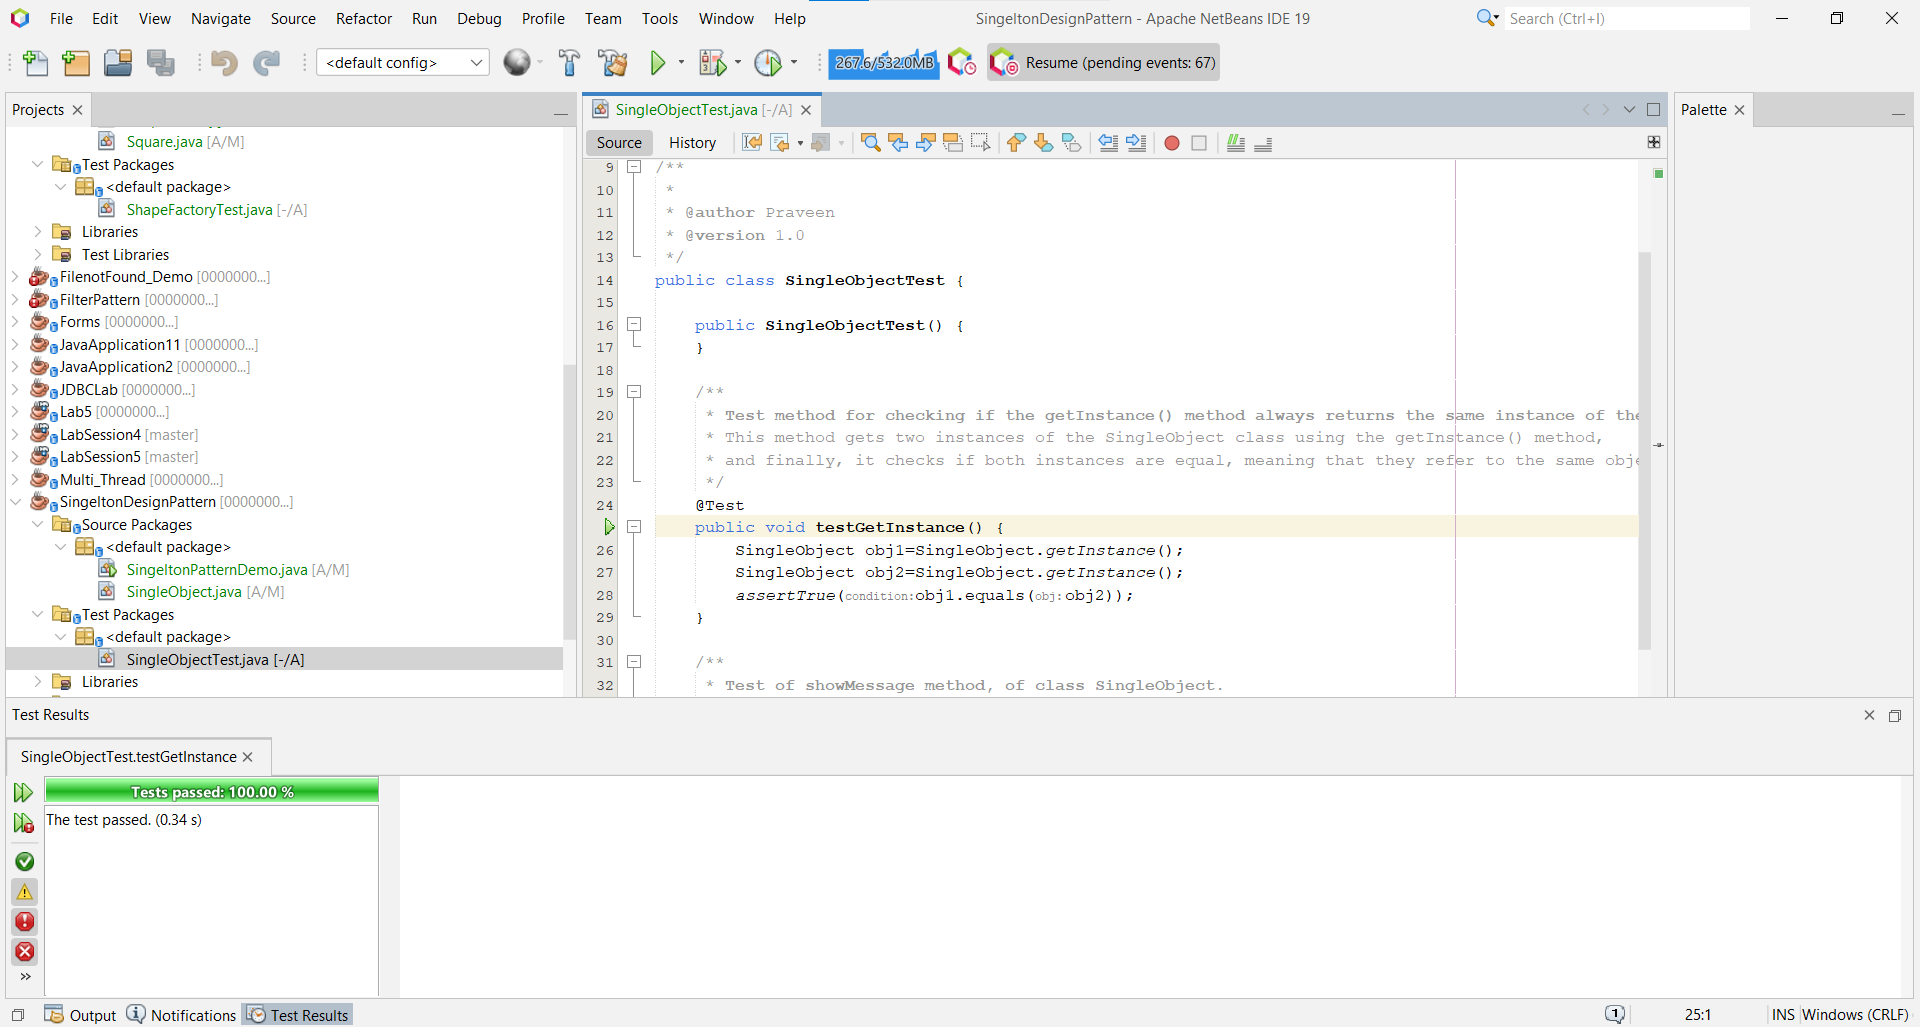 File Edit View Navigate Source Refactor Run Debug Profile Team Tools Window Help
SingeltonDesignPattern - Apache NetBeans IDE 19
Search (Ctrl+I)
<default config>
267.6/532.0MB
Resume (pending events: 67)
Projects
Square.java [A/M]
Test Packages
<default package>
ShapeFactoryTest.java [-/A]
Libraries
Test Libraries
FilenotFound_Demo [0000000...]
FilterPattern [0000000...]
Forms [0000000...]
JavaApplication11 [0000000...]
JavaApplication2 [0000000...]
JDBCLab [0000000...]
Lab5 [0000000...]
LabSession4 [master]
LabSession5 [master]
Multi_Thread [0000000...]
SingeltonDesignPattern [0000000...]
Source Packages
<default package>
SingeltonPatternDemo.java [A/M]
SingleObject.java [A/M]
Test Packages
<default package>
SingleObjectTest.java [-/A]
Libraries
SingleObjectTest.java [-/A]
Source History
9 /**
10 *
11 * @author Praveen
12 * @version 1.0
13 */
14 public class SingleObjectTest {
15
16 public SingleObjectTest() {
17 }
18
19 /**
20 * Test method for checking if the getInstance() method always returns the same instance of the
21 * This method gets two instances of the SingleObject class using the getInstance() method,
22 * and finally, it checks if both instances are equal, meaning that they refer to the same obje
23 */
24 @Test
public void testGetInstance() {
26 SingleObject obj1=SingleObject.getInstance();
27 SingleObject obj2=SingleObject.getInstance();
28 assertTrue(condition:obj1.equals(obj:obj2));
29 }
30
31 /**
32 * Test of showMessage method, of class SingleObject.
Palette
Test Results
SingleObjectTest.testGetInstance
Tests passed: 100.00 %
The test passed. (0.34 s)
Output Notifications Test Results
1
25:1
INS
Windows (CRLF)